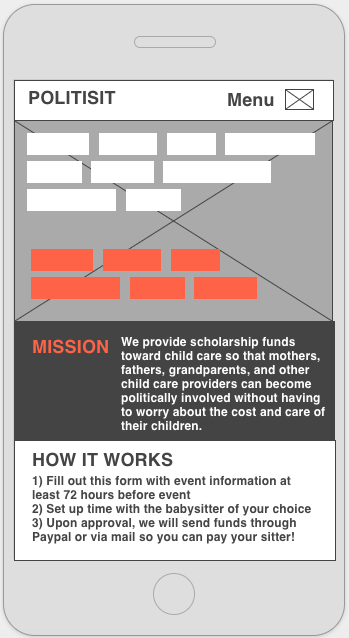 POLITISIT
Menu
MISSION
We provide scholarship funds
toward child care so that mothers,
fathers, grandparents, and other
child care providers can become
politically involved without having
to worry about the cost and care of
their children.
HOW IT WORKS
1) Fill out this form with event information at
least 72 hours before event
2) Set up time with the babysitter of your choice
3) Upon approval, we will send funds through
Paypal or via mail so you can pay your sitter!